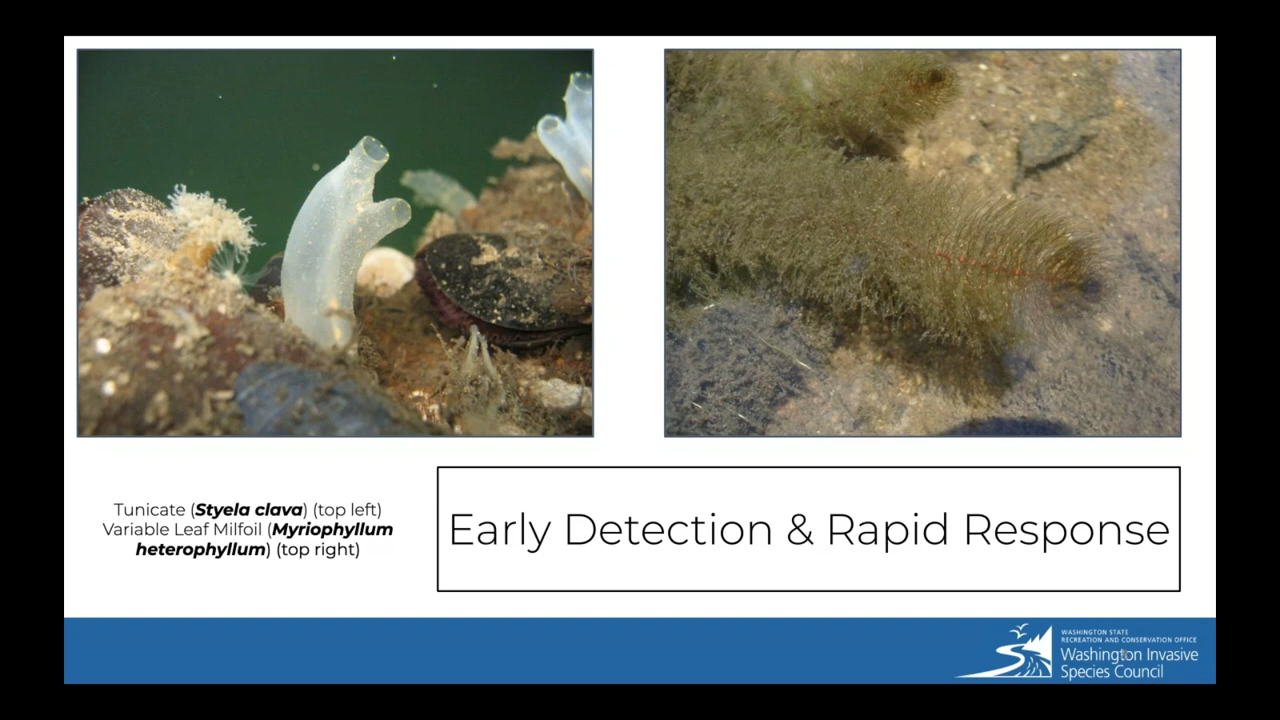 Tunicate (Styela clava) (top left)
Variable Leaf Milfoil (Myriophyllum
heterophyllum) (top right)
Early Detection & Rapid Response
WASHINGTON STATE
RECREATION AND CONSERVATION OFFICE
Washington Invasive
Species Council